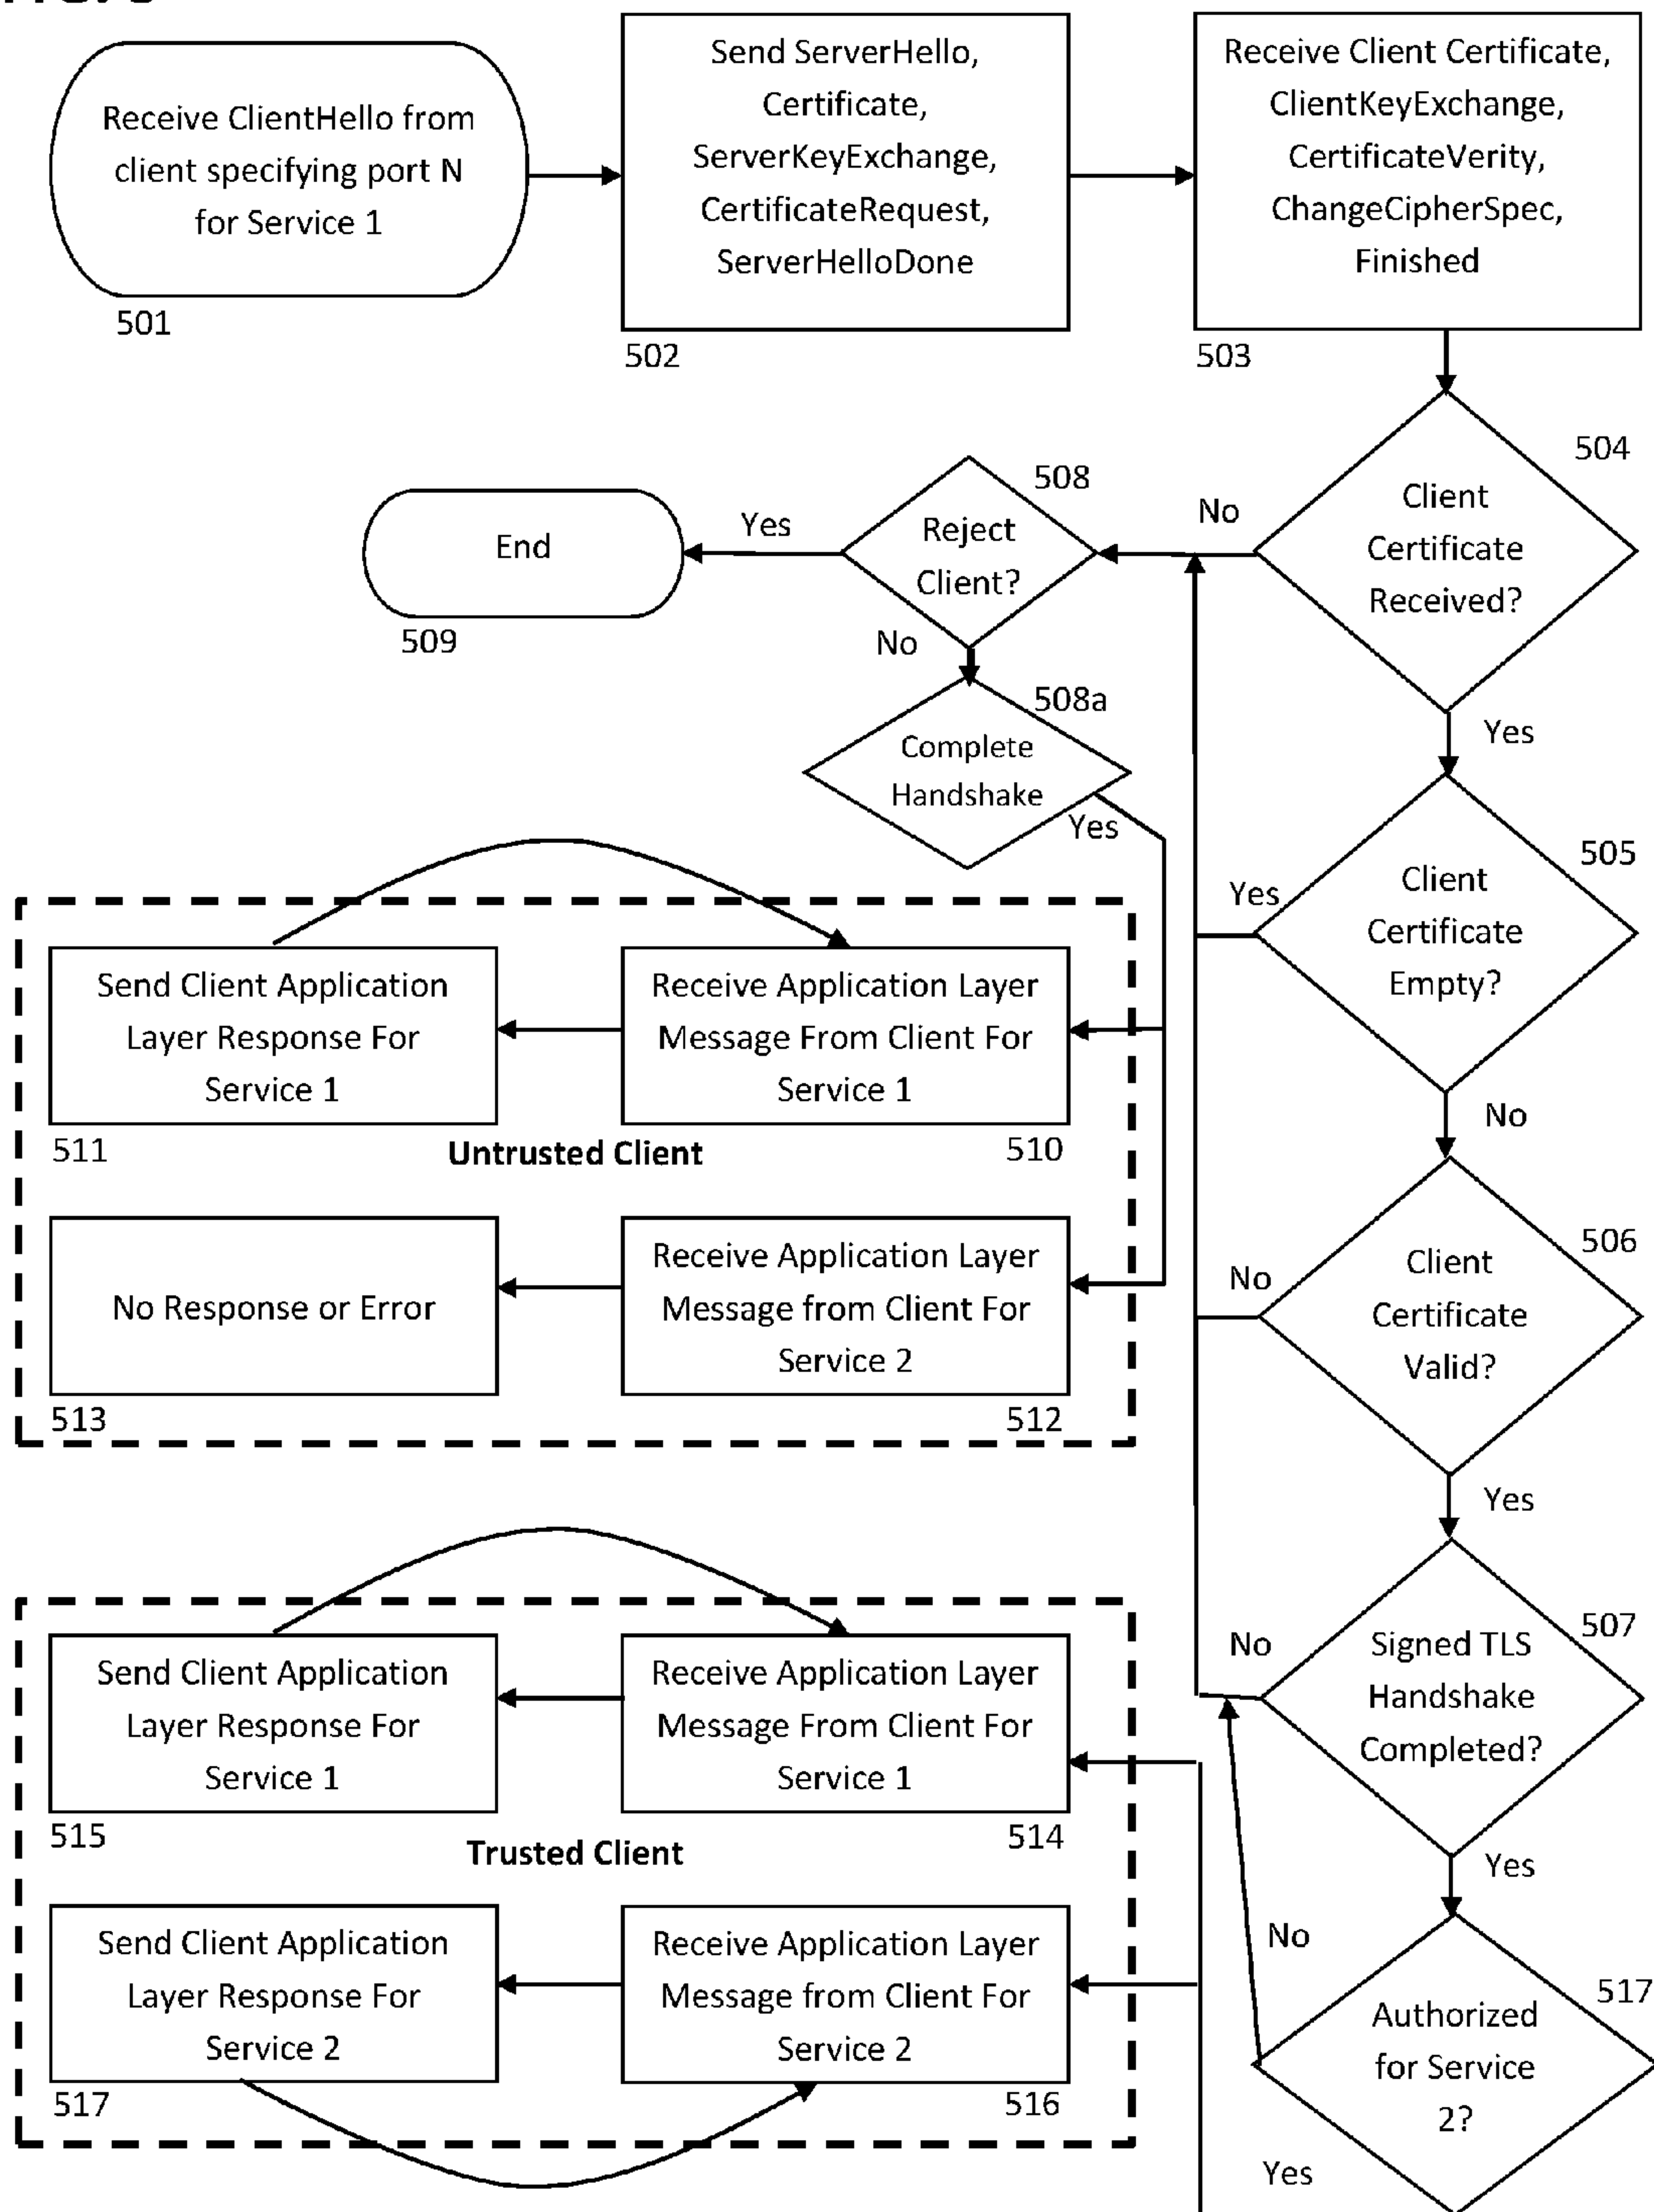 Receive ClientHello from
client specifying port N
for Service 1
501
Send ServerHello,
Certificate,
ServerKeyExchange,
CertificateRequest,
ServerHelloDone
502
Receive Client Certificate,
ClientKeyExchange,
CertificateVerity,
ChangeCipherSpec,
Finished
503
504
Client
Certificate
Received?
No
Yes
508
Reject
Client?
Yes
No
End
509
508a
Complete
Handshake
Yes
505
Client
Certificate
Empty?
Yes
No
Send Client Application
Layer Response For
Service 1
511
Receive Application Layer
Message From Client For
Service 1
510
Untrusted Client
No Response or Error
513
Receive Application Layer
Message from Client For
Service 2
512
506
Client
Certificate
Valid?
No
Yes
507
Signed TLS
Handshake
Completed?
No
Yes
Send Client Application
Layer Response For
Service 1
515
Receive Application Layer
Message From Client For
Service 1
514
Trusted Client
Send Client Application
Layer Response For
Service 2
517
Receive Application Layer
Message from Client For
Service 2
516
No
517
Authorized
for Service
2?
Yes